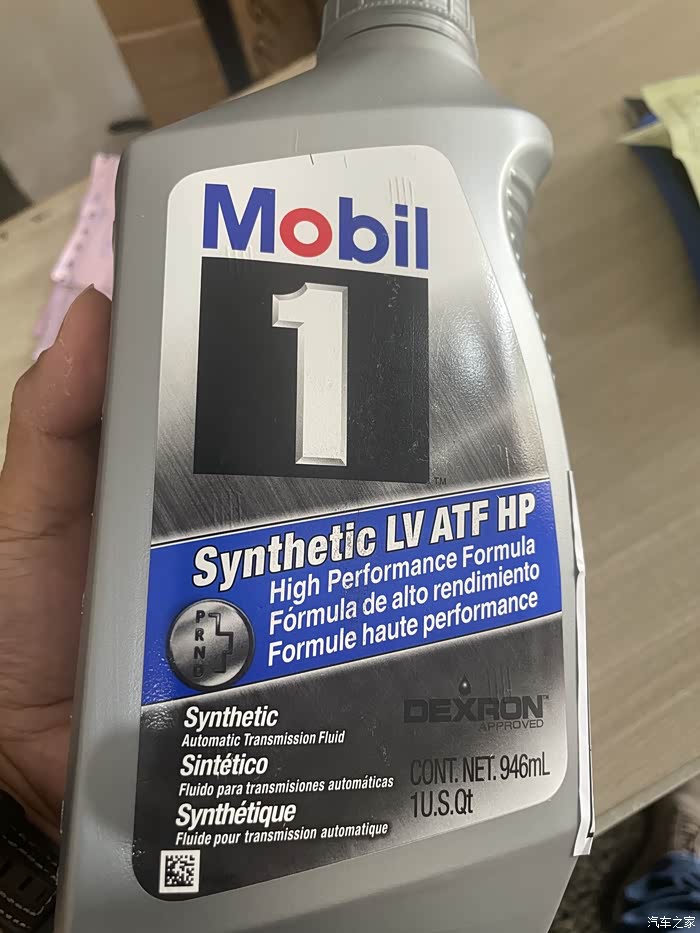 Mobil
1
TM
Synthetic LV ATF HP
High Performance Formula
Fórmula de alto rendimiento
Formule haute performance
P
R
N
D
Synthetic
Automatic Transmission Fluid
Sintético
Fluido para transmisiones automáticas
Synthétique
Fluide pour transmission automatique
DEXRON™
APPROVED
CONT. NET. 946mL
1U.S.Qt
汽车之家